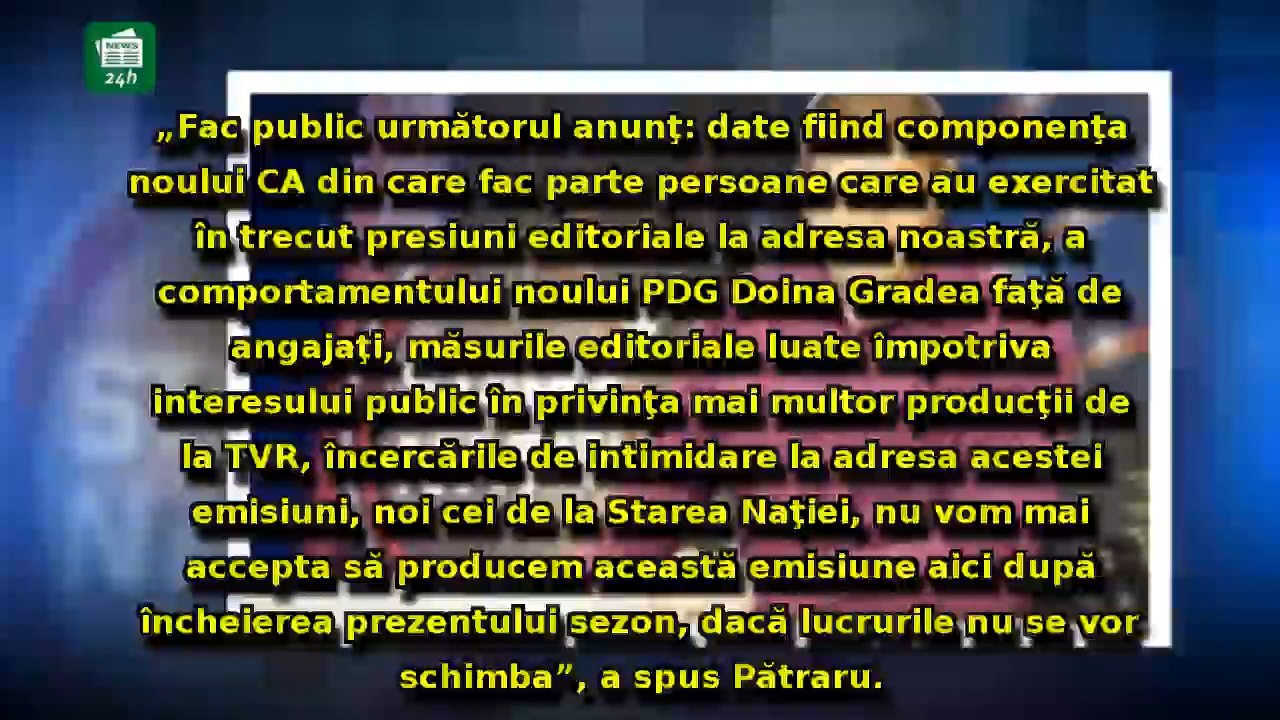 NEWS
24h
„Fac public următorul anunţ: date fiind componenţa
noului CA din care fac parte persoane care au exercitat
în trecut presiuni editoriale la adresa noastră, a
comportamentului noului PDG Doina Gradea faţă de
angajaţi, măsurile editoriale luate împotriva
interesului public în privinţa mai multor producţii de
la TVR, încercările de intimidare la adresa acestei
emisiuni, noi cei de la Starea Naţiei, nu vom mai
accepta să producem această emisiune aici după
încheierea prezentului sezon, dacă lucrurile nu se vor
schimba”, a spus Pătraru.